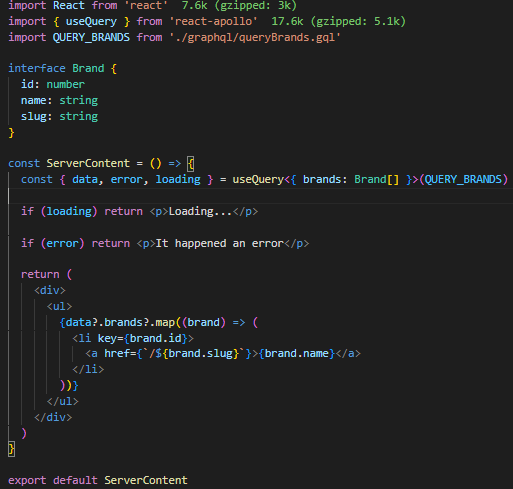 import React from 'react'  7.6k (gzipped: 3k)
import { useQuery } from 'react-apollo'  17.6k (gzipped: 5.1k)
import QUERY_BRANDS from './graphql/queryBrands.gql'

interface Brand {
  id: number
  name: string
  slug: string
}

const ServerContent = () => {
  const { data, error, loading } = useQuery<{ brands: Brand[] }>(QUERY_BRANDS)

  if (loading) return <p>Loading...</p>

  if (error) return <p>It happened an error</p>

  return (
    <div>
      <ul>
        {data?.brands?.map((brand) => (
          <li key={brand.id}>
            <a href={`/${brand.slug}`}>{brand.name}</a>
          </li>
        ))}
      </ul>
    </div>
  )
}

export default ServerContent